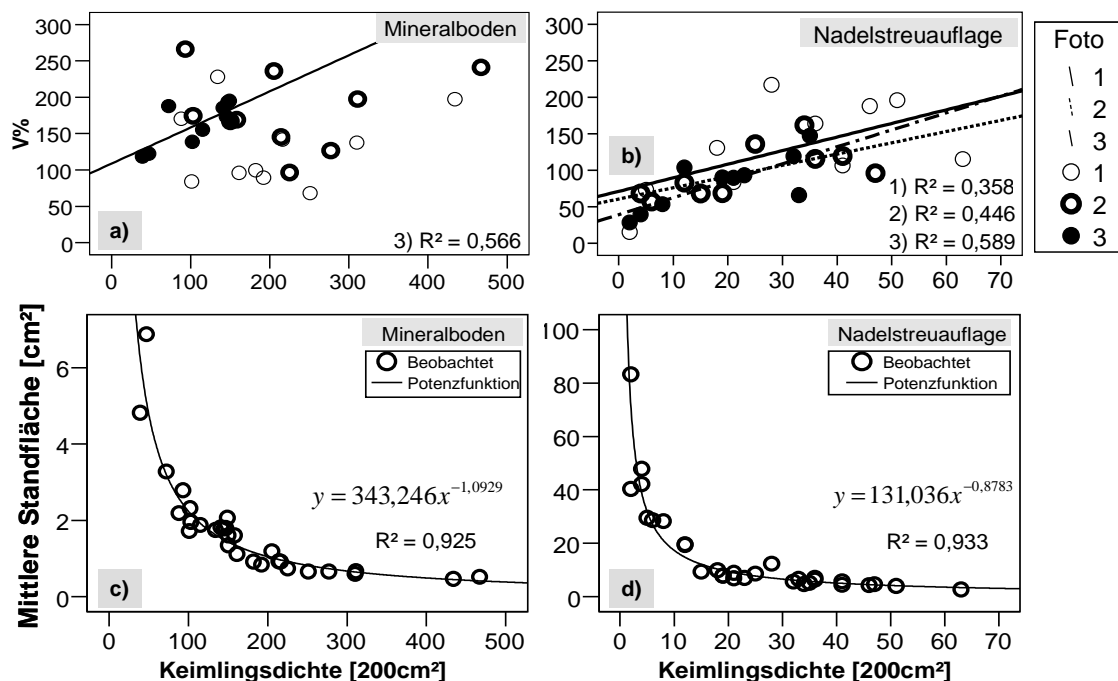 Mineralboden
V%
300
250
200
150
100
50
0
a)
3) R² = 0,566
0 100 200 300 400 500
Nadelstreuauflage
300
250
200
150
100
50
0
b)
1) R² = 0,358
2) R² = 0,446
3) R² = 0,589
0 10 20 30 40 50 60 70
Foto
1
2
3
1
2
3
Mittlere Standfläche [cm²]
Mineralboden
Beobachtet
Potenzfunktion
6
4
2
0
y = 343,246x^-1,0929
R² = 0,925
c)
0 100 200 300 400 500
Keimlingsdichte [200cm²]
Nadelstreuauflage
Beobachtet
Potenzfunktion
100
80
60
40
20
0
y = 131,036x^-0,8783
R² = 0,933
d)
0 10 20 30 40 50 60 70
Keimlingsdichte [200cm²]